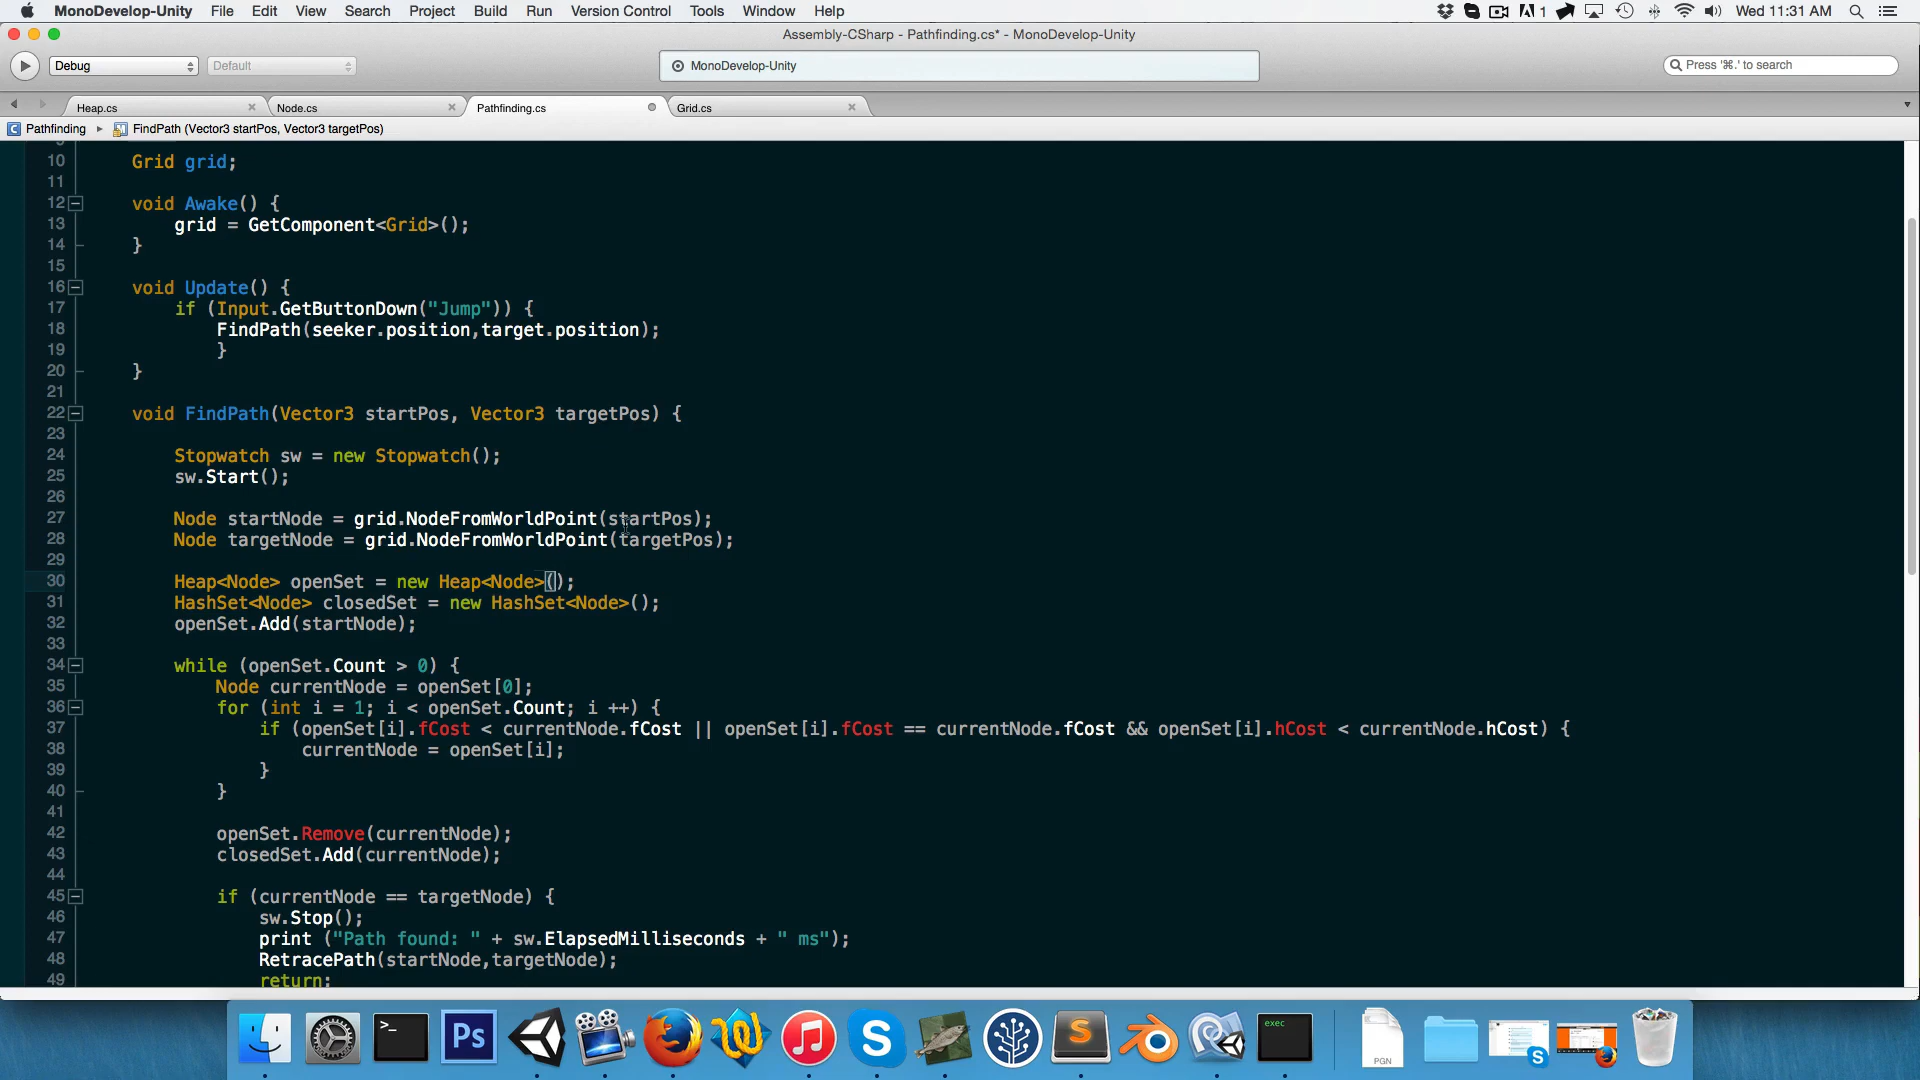 MonoDevelop-Unity File Edit View Search Project Build Run Version Control Tools Window Help 1 Wed 11:31 AM
Assembly-CSharp - Pathfinding.cs* - MonoDevelop-Unity
Debug Default MonoDevelop-Unity Press '⌘.' to search
Heap.cs Node.cs Pathfinding.cs Grid.cs
C Pathfinding FindPath (Vector3 startPos, Vector3 targetPos)
10 Grid grid;
11
12 void Awake() {
13 grid = GetComponent<Grid>();
14 }
15
16 void Update() {
17 if (Input.GetButtonDown("Jump")) {
18 FindPath(seeker.position,target.position);
19 }
20 }
21
22 void FindPath(Vector3 startPos, Vector3 targetPos) {
23
24 Stopwatch sw = new Stopwatch();
25 sw.Start();
26
27 Node startNode = grid.NodeFromWorldPoint(startPos);
28 Node targetNode = grid.NodeFromWorldPoint(targetPos);
29
30 Heap<Node> openSet = new Heap<Node>();
31 HashSet<Node> closedSet = new HashSet<Node>();
32 openSet.Add(startNode);
33
34 while (openSet.Count > 0) {
35 Node currentNode = openSet[0];
36 for (int i = 1; i < openSet.Count; i ++) {
37 if (openSet[i].fCost < currentNode.fCost || openSet[i].fCost == currentNode.fCost && openSet[i].hCost < currentNode.hCost) {
38 currentNode = openSet[i];
39 }
40 }
41
42 openSet.Remove(currentNode);
43 closedSet.Add(currentNode);
44
45 if (currentNode == targetNode) {
46 sw.Stop();
47 print ("Path found: " + sw.ElapsedMilliseconds + " ms");
48 RetracePath(startNode,targetNode);
49 return;
>_ Ps S S exec PGN S